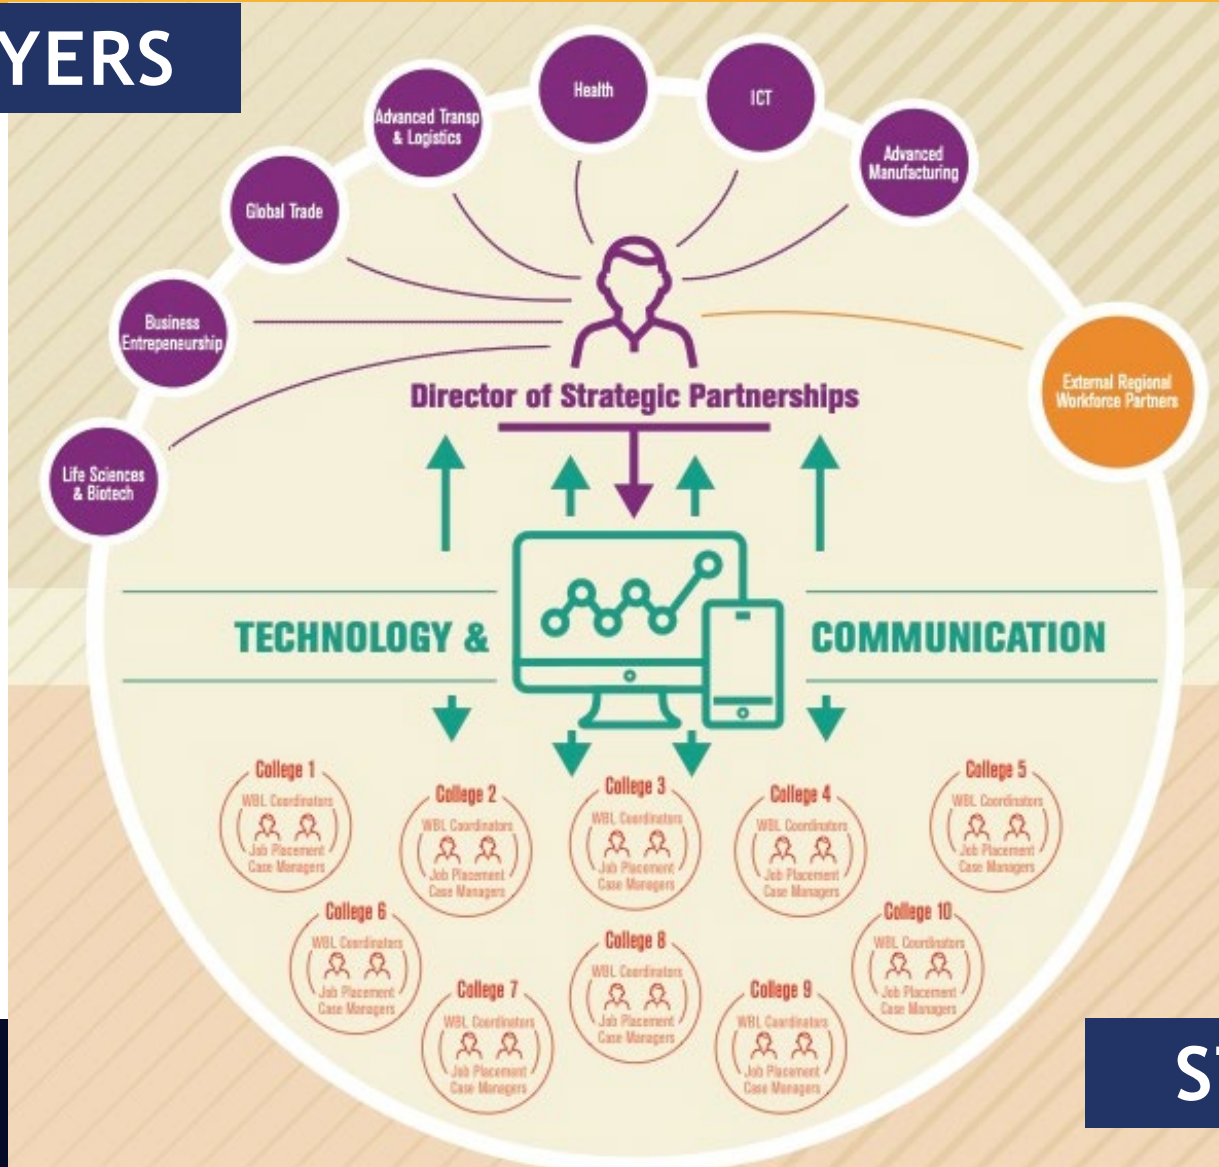 YERS
Health
ICT
Advanced Transp
& Logistics
Advanced
Manufacturing
Global Trade
Business
Entrepeneurship
External Regional
Workforce Partners
Life Sciences
& Biotech
Director of Strategic Partnerships
TECHNOLOGY &
COMMUNICATION
College 1
WBL Coordinators
Job Placement
Case Managers
College 2
WBL Coordinators
Job Placement
Case Managers
College 3
WBL Coordinators
Job Placement
Case Managers
College 4
WBL Coordinators
Job Placement
Case Managers
College 5
WBL Coordinators
Job Placement
Case Managers
College 6
WBL Coordinators
Job Placement
Case Managers
College 7
WBL Coordinators
Job Placement
Case Managers
College 8
WBL Coordinators
Job Placement
Case Managers
College 9
WBL Coordinators
Job Placement
Case Managers
College 10
WBL Coordinators
Job Placement
Case Managers